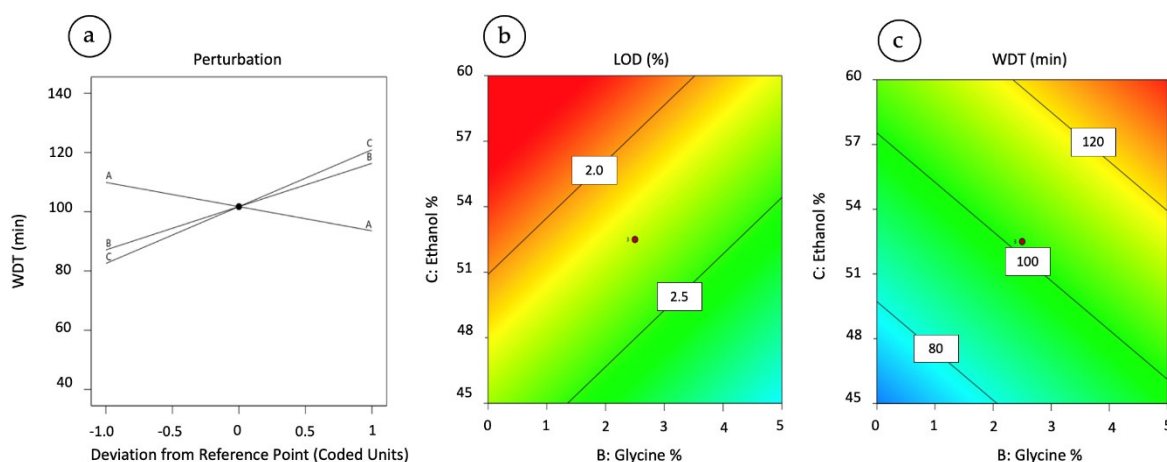 a
Perturbation
140
120
100
80
60
40
WDT (min)
A
B
C
C
B
A
-1.0
-0.5
0
0.5
1
Deviation from Reference Point (Coded Units)
b
LOD (%)
60
57
54
51
48
45
C: Ethanol %
2.0
2.5
0
1
2
3
4
5
B: Glycine %
c
WDT (min)
60
57
54
51
48
45
C: Ethanol %
120
100
80
0
1
2
3
4
5
B: Glycine %